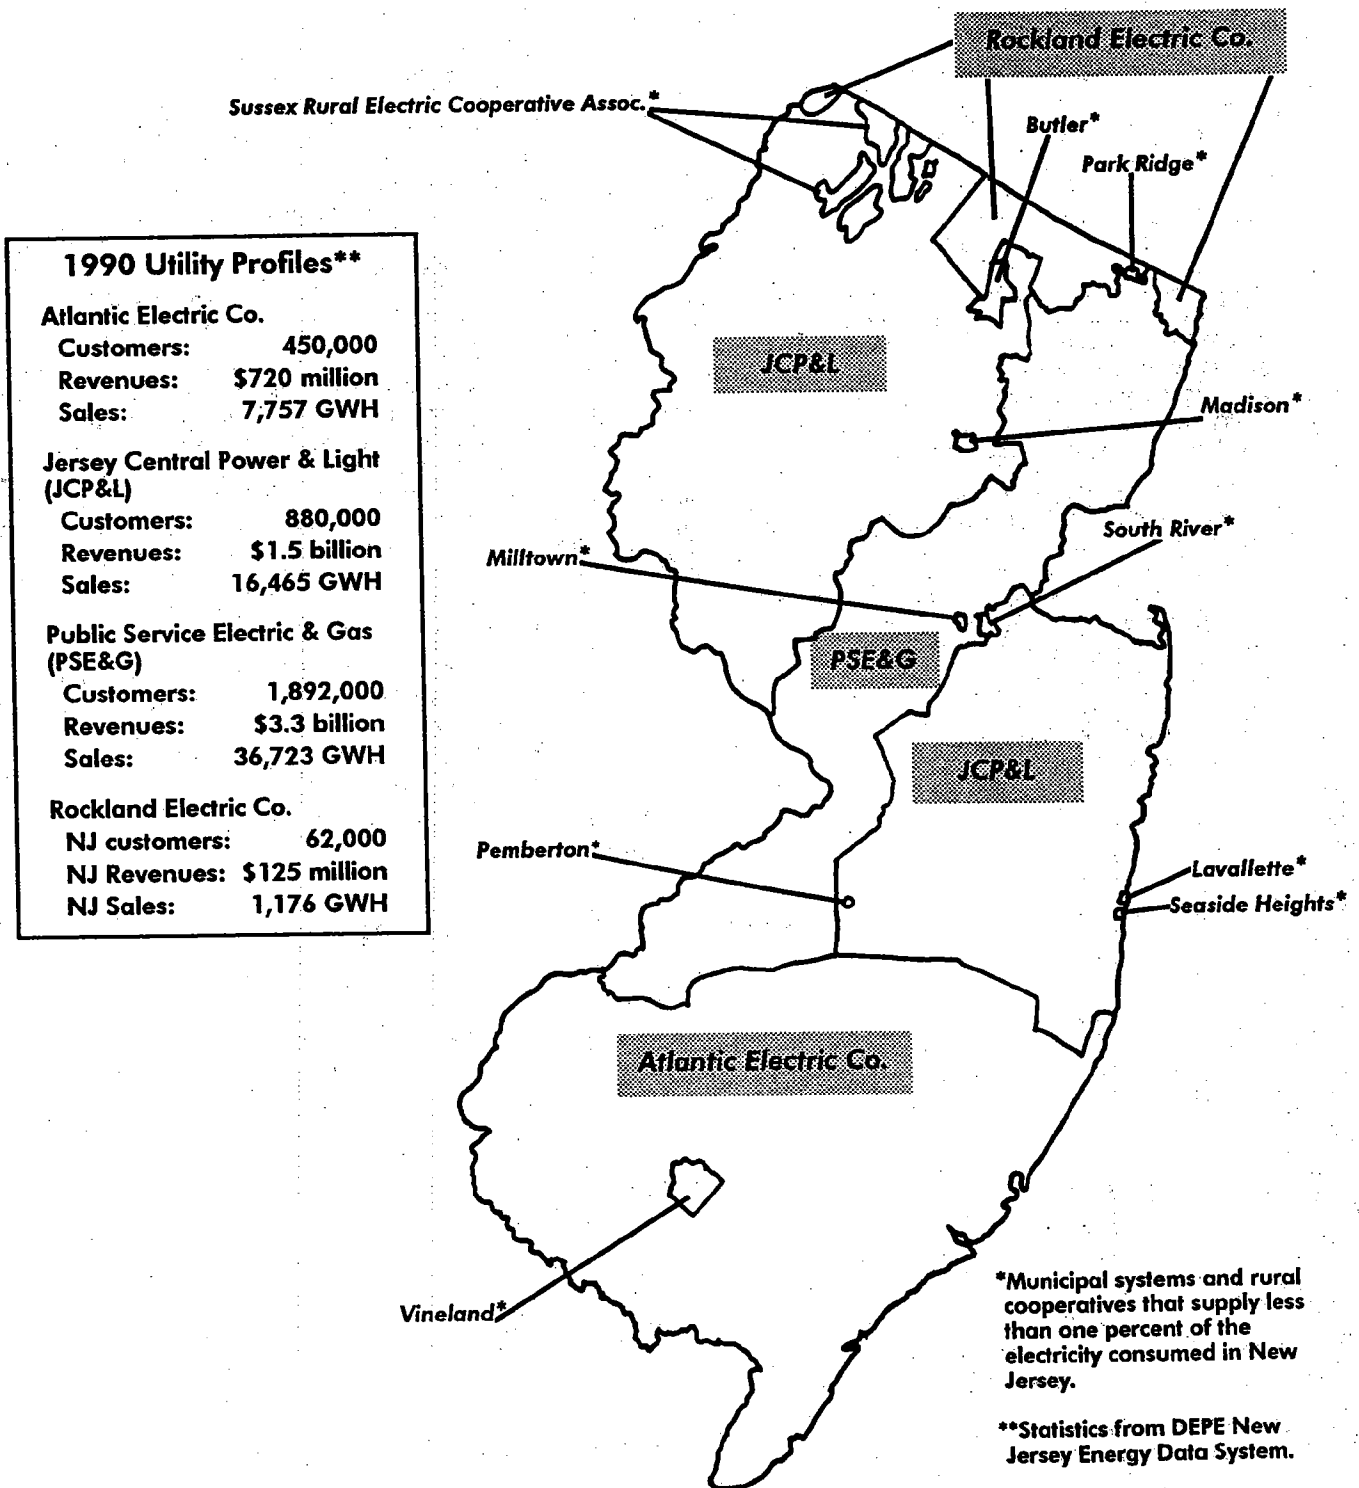 Rockland Electric Co.
Sussex Rural Electric Cooperative Assoc.*
Butler*
Park Ridge*
1990 Utility Profiles**
Atlantic Electric Co.
Customers: 450,000
Revenues: $720 million
Sales: 7,757 GWH
Jersey Central Power & Light
(JCP&L)
Customers: 880,000
Revenues: $1.5 billion
Sales: 16,465 GWH
Public Service Electric & Gas
(PSE&G)
Customers: 1,892,000
Revenues: $3.3 billion
Sales: 36,723 GWH
Rockland Electric Co.
NJ customers: 62,000
NJ Revenues: $125 million
NJ Sales: 1,176 GWH
JCP&L
Madison*
South River*
Milltown*
PSE&G
JCP&L
Pemberton*
Lavallette*
Seaside Heights*
Atlantic Electric Co.
Vineland*
*Municipal systems and rural
cooperatives that supply less
than one percent of the
electricity consumed in New
Jersey.
**Statistics from DEPE New
Jersey Energy Data System.